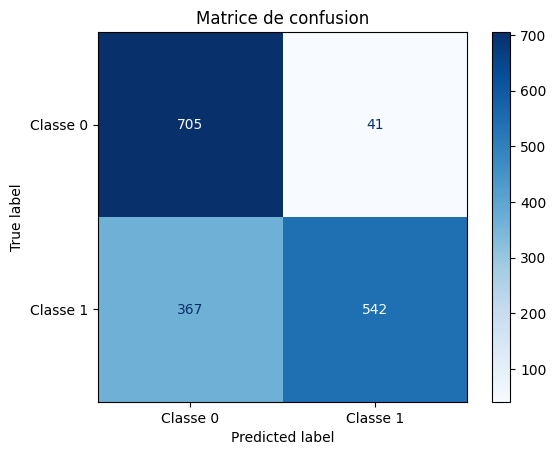 Matrice de confusion
700
600
500
400
300
200
100
True label
Classe 0
705
41
Classe 1
367
542
Classe 0
Classe 1
Predicted label